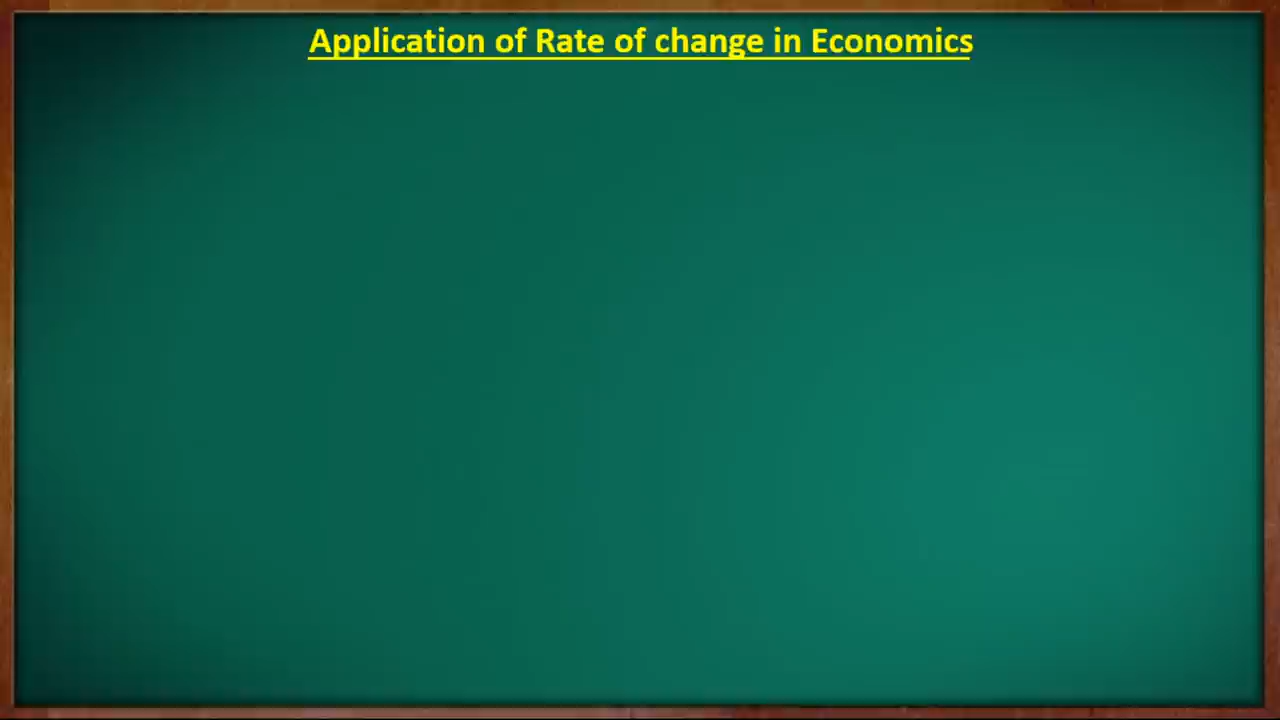 Application of Rate of change in Economics